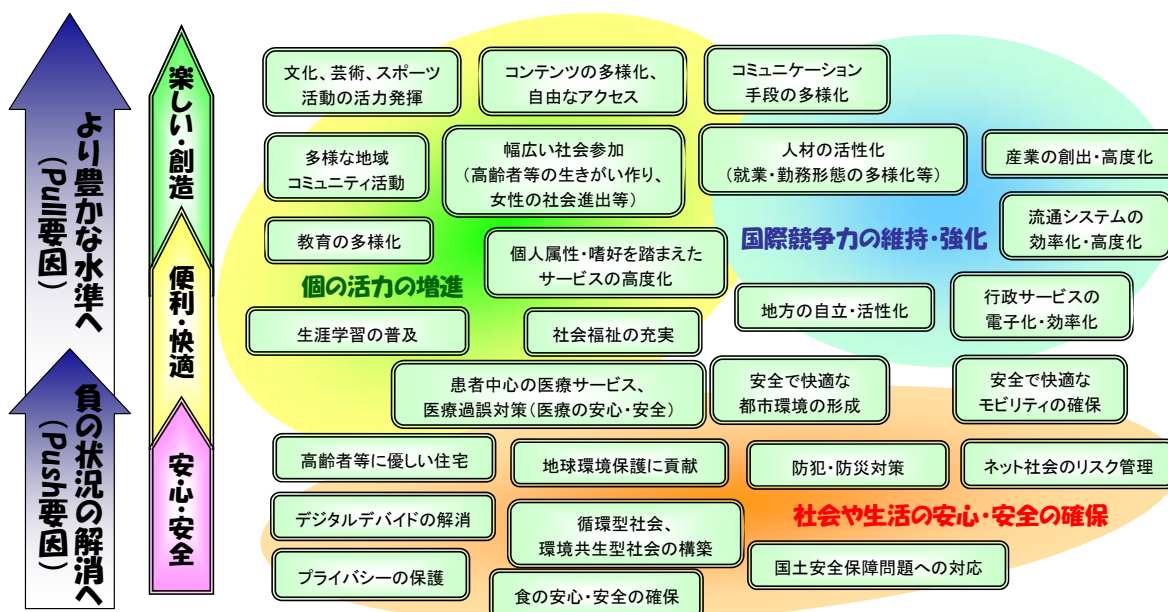 より豊かな水準へ
(Pull要因)
負の状況の解消へ
(Push要因)
楽しい・創造
便利・快適
安心・安全
文化、芸術、スポーツ
活動の活力発揮
コンテンツの多様化、
自由なアクセス
コミュニケーション
手段の多様化
多様な地域
コミュニティ活動
幅広い社会参加
(高齢者等の生きがい作り、
女性の社会進出等)
人材の活性化
(就業・勤務形態の多様化等)
産業の創出・高度化
教育の多様化
個人属性・嗜好を踏まえた
サービスの高度化
国際競争力の維持・強化
流通システムの
効率化・高度化
個の活力の増進
生涯学習の普及
社会福祉の充実
地方の自立・活性化
行政サービスの
電子化・効率化
患者中心の医療サービス、
医療過誤対策(医療の安心・安全)
安全で快適な
都市環境の形成
安全で快適な
モビリティの確保
高齢者等に優しい住宅
地球環境保護に貢献
防犯・防災対策
ネット社会のリスク管理
デジタルデバイドの解消
循環型社会、
環境共生型社会の構築
社会や生活の安心・安全の確保
プライバシーの保護
食の安心・安全の確保
国土安全保障問題への対応